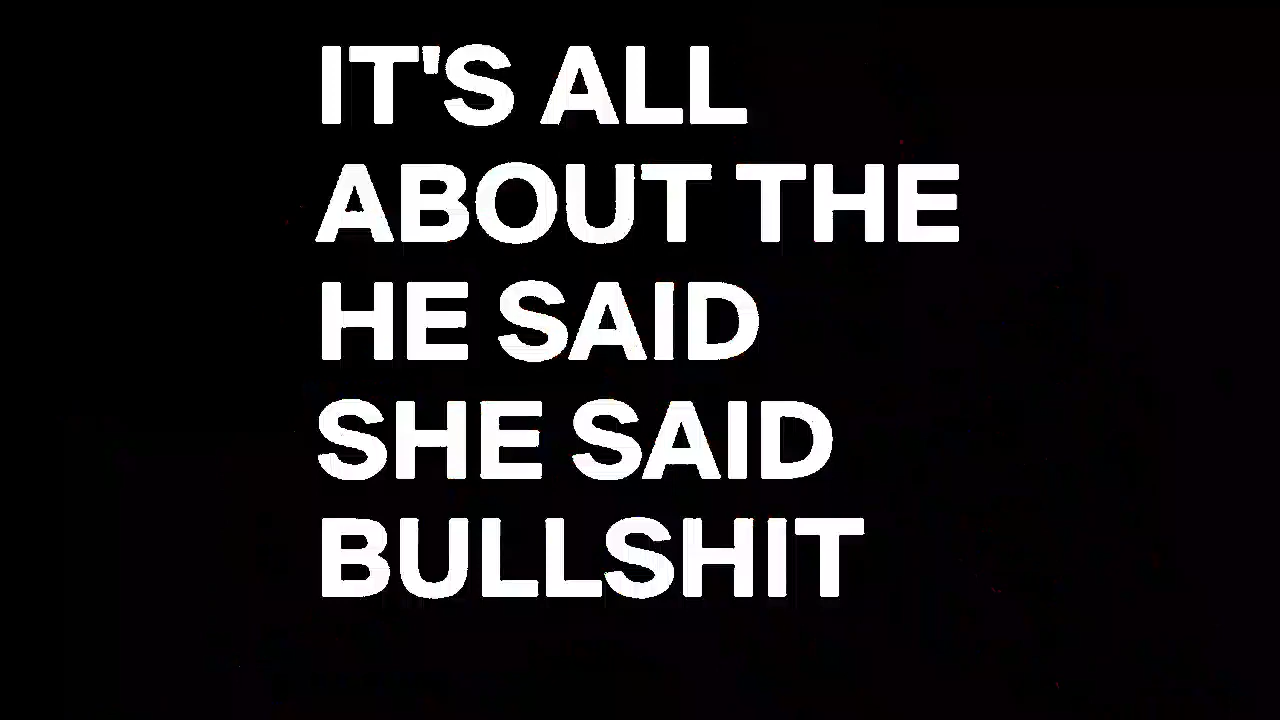 IT'S ALL
ABOUT THE
HE SAID
SHE SAID
BULLSHIT